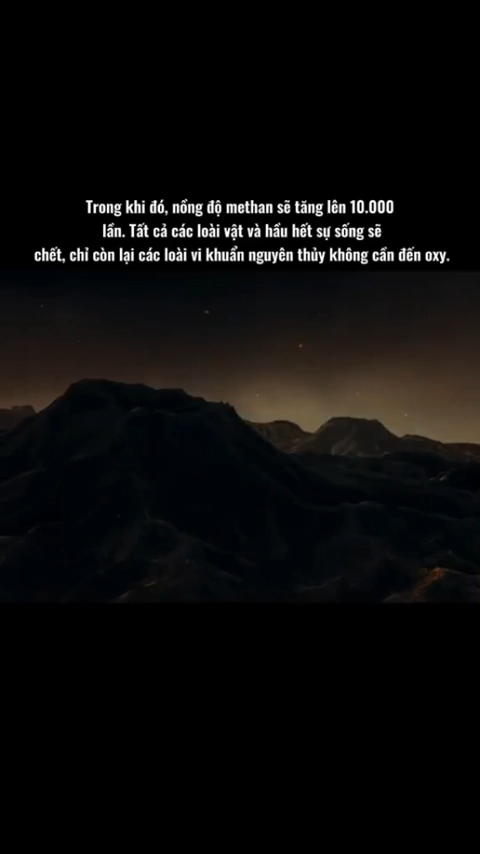 Trong khi đó, nồng độ methan sẽ tăng lên 10.000
lần. Tất cả các loài vật và hầu hết sự sống sẽ
chết, chỉ còn lại các loài vi khuẩn nguyên thủy không cần đến oxy.